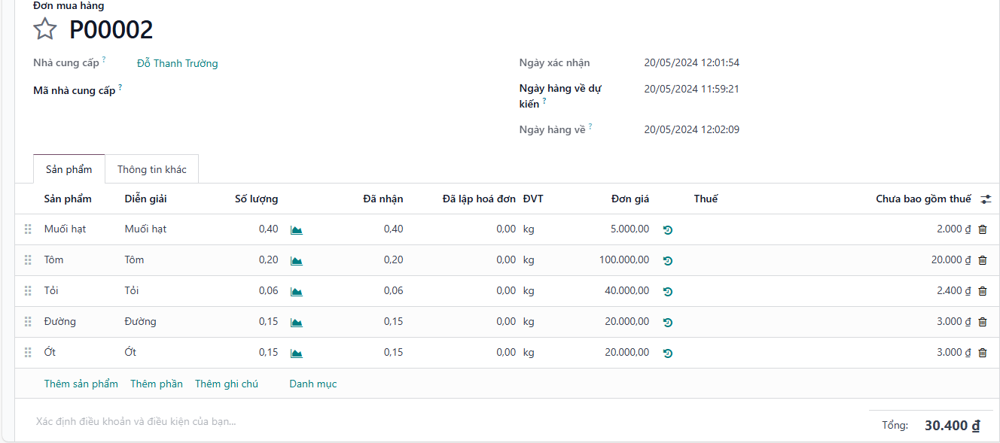 Đơn mua hàng
P00002
Nhà cung cấp ? Đỗ Thanh Trường
Mã nhà cung cấp ?
Ngày xác nhận 20/05/2024 12:01:54
Ngày hàng về dự kiến ? 20/05/2024 11:59:21
Ngày hàng về ? 20/05/2024 12:02:09
Sản phẩm Thông tin khác
Sản phẩm Diễn giải Số lượng Đã nhận Đã lập hoá đơn ĐVT Đơn giá Thuế Chưa bao gồm thuế
Muối hạt Muối hạt 0,40 0,40 0,00 kg 5.000,00 2.000 ₫
Tôm Tôm 0,20 0,20 0,00 kg 100.000,00 20.000 ₫
Tỏi Tỏi 0,06 0,06 0,00 kg 40.000,00 2.400 ₫
Đường Đường 0,15 0,15 0,00 kg 20.000,00 3.000 ₫
Ớt Ớt 0,15 0,15 0,00 kg 20.000,00 3.000 ₫
Thêm sản phẩm Thêm phần Thêm ghi chú Danh mục
Xác định điều khoản và điều kiện của bạn...
Tổng: 30.400 ₫